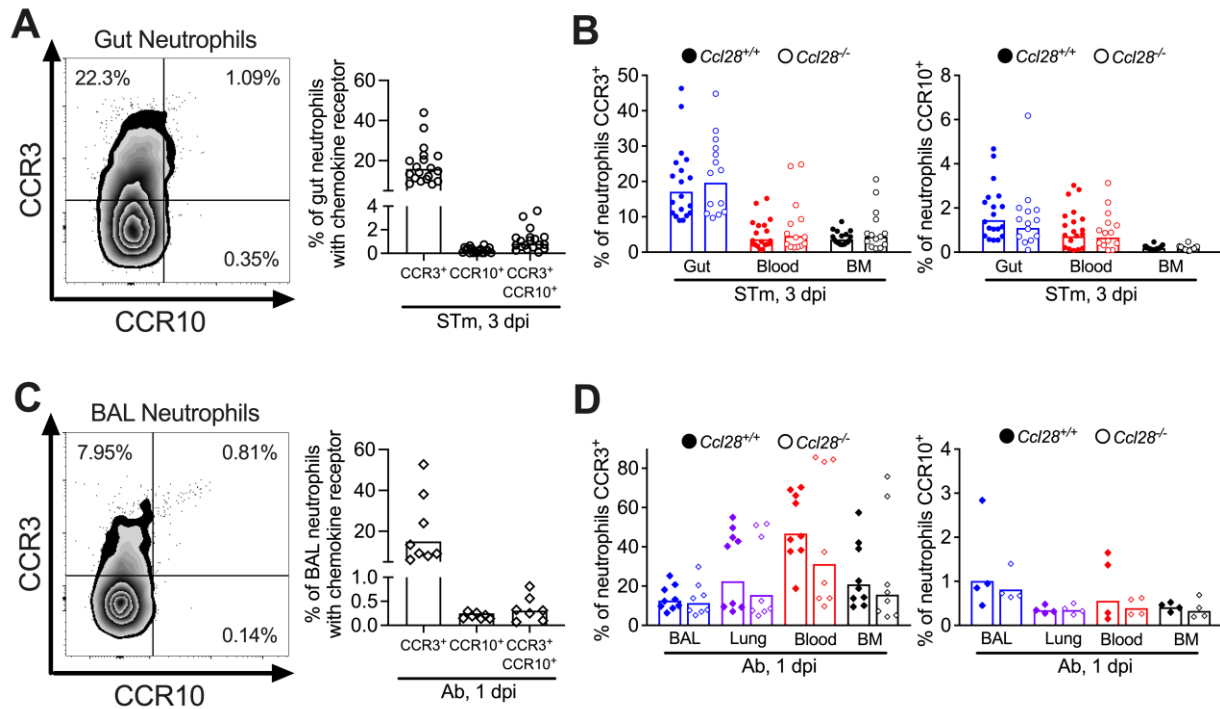 A
Gut Neutrophils
22.3%
1.09%
0.35%
CCR3
CCR10
% of gut neutrophils
with chemokine receptor
60
40
20
4
2
0
CCR3⁺ CCR10⁺ CCR3⁺
CCR10⁺
STm, 3 dpi
B
Ccl28⁺/⁺ Ccl28⁻/⁻
% of neutrophils CCR3⁺
50
40
30
20
10
0
Gut Blood BM
STm, 3 dpi
Ccl28⁺/⁺ Ccl28⁻/⁻
% of neutrophils CCR10⁺
8
6
4
2
0
Gut Blood BM
STm, 3 dpi
C
BAL Neutrophils
7.95%
0.81%
0.14%
CCR3
CCR10
% of BAL neutrophils
with chemokine receptor
60
40
20
1.0
0.5
0.0
CCR3⁺ CCR10⁺ CCR3⁺
CCR10⁺
Ab, 1 dpi
D
Ccl28⁺/⁺ Ccl28⁻/⁻
% of neutrophils CCR3⁺
80
60
40
20
0
BAL Lung Blood BM
Ab, 1 dpi
Ccl28⁺/⁺ Ccl28⁻/⁻
% of neutrophils CCR10⁺
4
3
2
1
0
BAL Lung Blood BM
Ab, 1 dpi